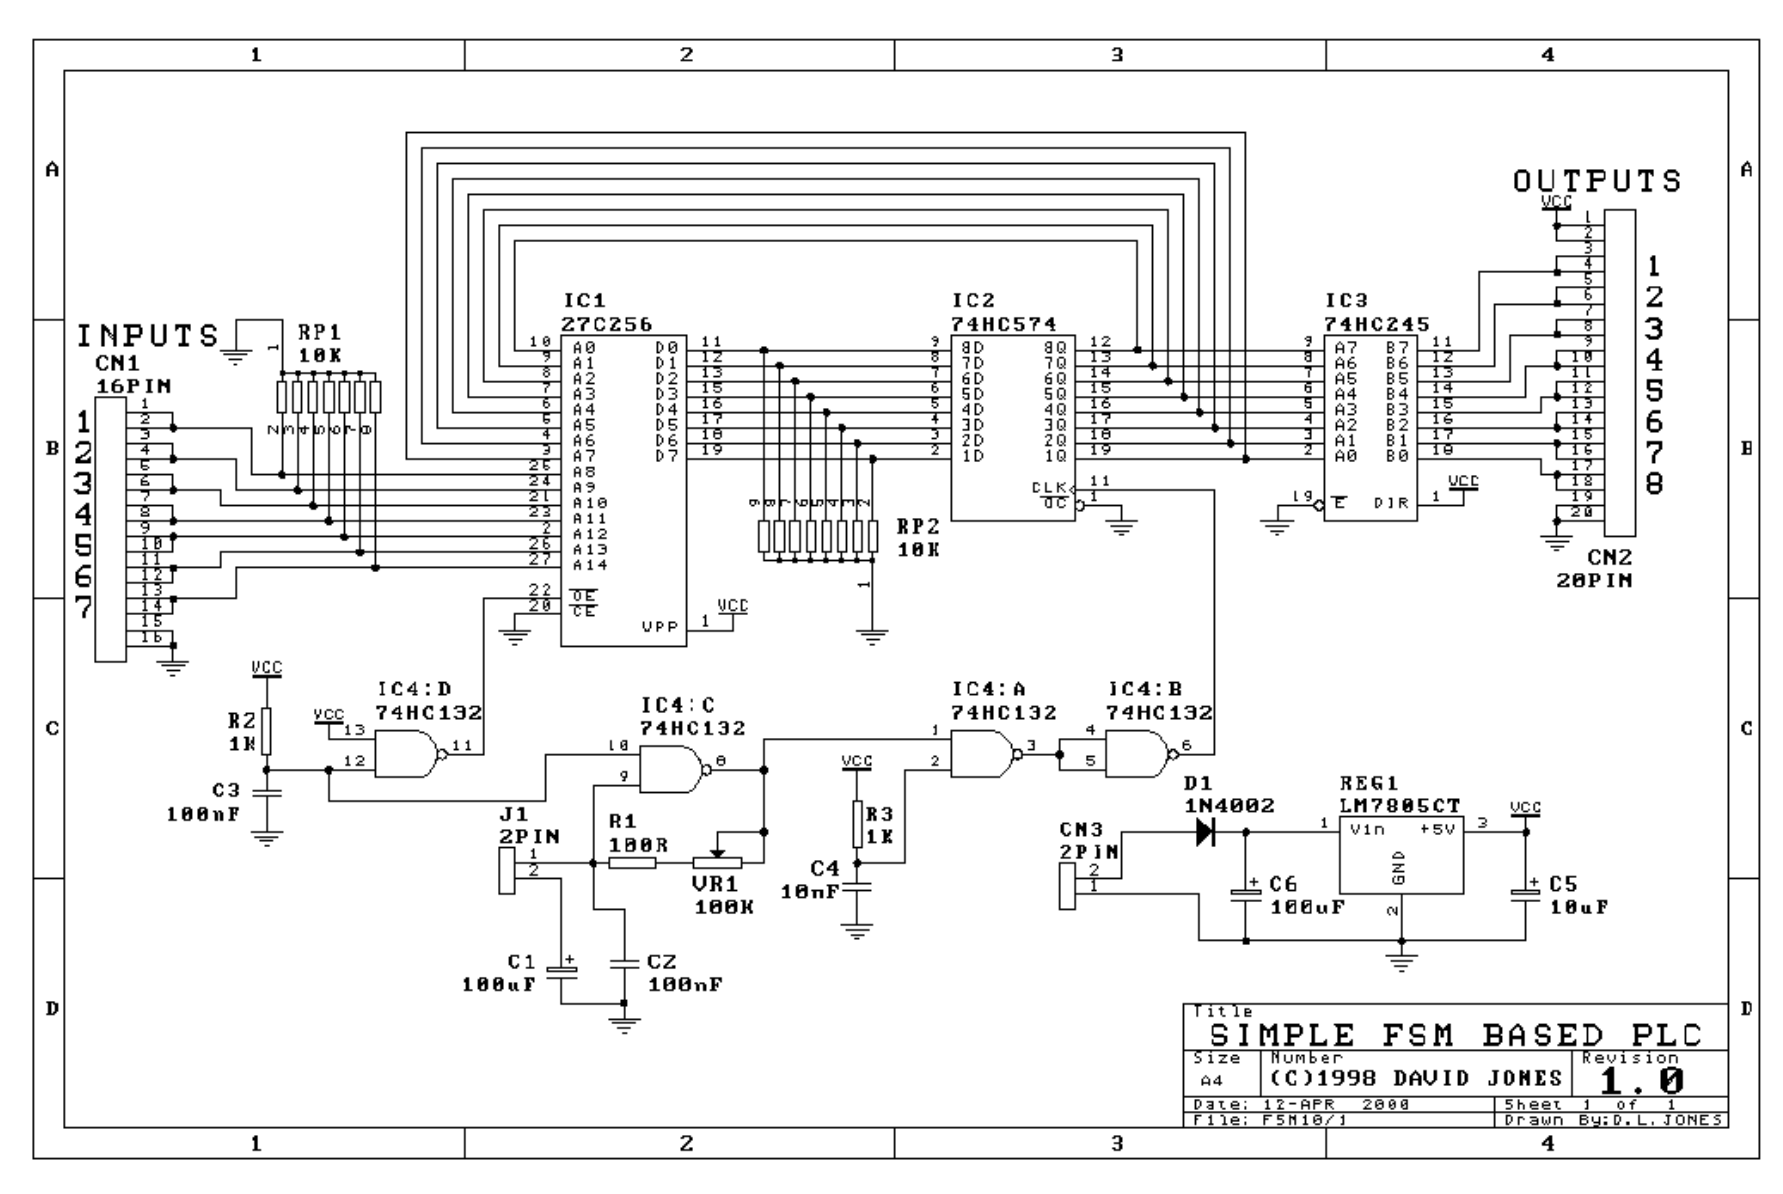 1 2 3 4
A A
B B
C C
D D
1 2 3 4
INPUTS
CN1
16PIN
1
2
3
4
5
6
7
1
2
3
4
5
6
7
8
9
10
11
12
13
14
15
16
RP1
10K
1
2 3 4 5 6 7 8
IC1
27C256
10 A0 D0 11
9 A1 D1 12
8 A2 D2 13
7 A3 D3 15
6 A4 D4 16
5 A5 D5 17
4 A6 D6 18
3 A7 D7 19
25 A8
24 A9
21 A10
23 A11
2 A12
26 A13
27 A14
22 OE
20 CE
VPP 1 VCC
9 8 7 6 5 4 3 2
RP2
10K
1
IC2
74HC574
9 8D 8Q 12
8 7D 7Q 13
7 6D 6Q 14
6 5D 5Q 15
5 4D 4Q 16
4 3D 3Q 17
3 2D 2Q 18
2 1D 1Q 19
CLK 11
OC 1
IC3
74HC245
9 A7 B7 11
8 A6 B6 12
7 A5 B5 13
6 A4 B4 14
5 A3 B3 15
4 A2 B2 16
3 A1 B1 17
2 A0 B0 18
19 E DIR 1 VCC
OUTPUTS
VCC
1
2
3
4
5
6
7
8
9
10
11
12
13
14
15
16
17
18
19
20
1
2
3
4
5
6
7
8
CN2
20PIN
VCC
R2
1K
C3
100nF
IC4:D
74HC132
VCC 13
12
11
IC4:C
74HC132
10
9
8
J1
2PIN
1
2
R1
100R
VR1
100K
C1
100uF
+
C2
100nF
IC4:A
74HC132
1
2
3
VCC
R3
1K
C4
10nF
IC4:B
74HC132
4
5
6
CN3
2PIN
2
1
D1
1N4002
C6
100uF
+
REG1
LM7805CT
1 Vin +5V 3
GND
2
VCC
C5
10uF
+
Title
SIMPLE FSM BASED PLC
Size Number Revision
A4 (C)1998 DAVID JONES 1.0
Date: 12-APR 2000 Sheet 1 of 1
File: FSM10/1 Drawn By:D.L.JONES